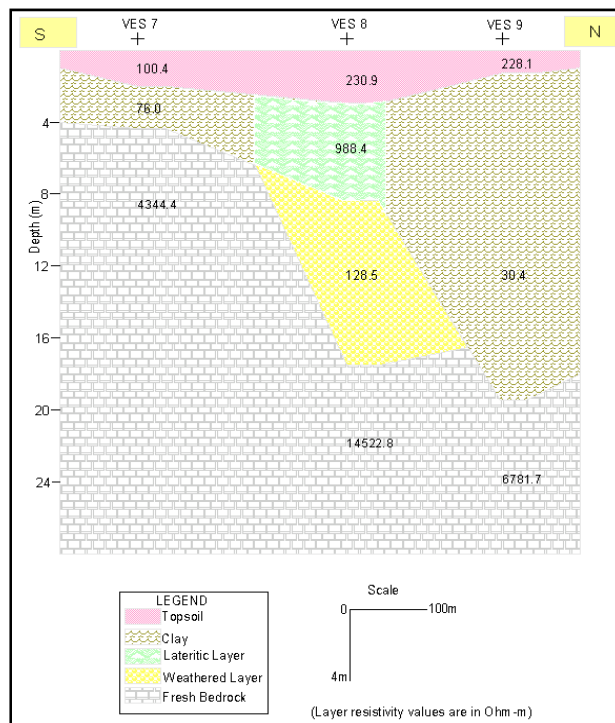 S VES 7 VES 8 VES 9 N
100.4 230.9 228.1
76.0
4
988.4
8
4344.4
Depth (m)
12
128.5 30.4
16
20
14522.8
24
6781.7
LEGEND
Topsoil
Clay
Lateritic Layer
Weathered Layer
Fresh Bedrock
Scale
0 100m
4m
(Layer resistivity values are in Ohm-m)